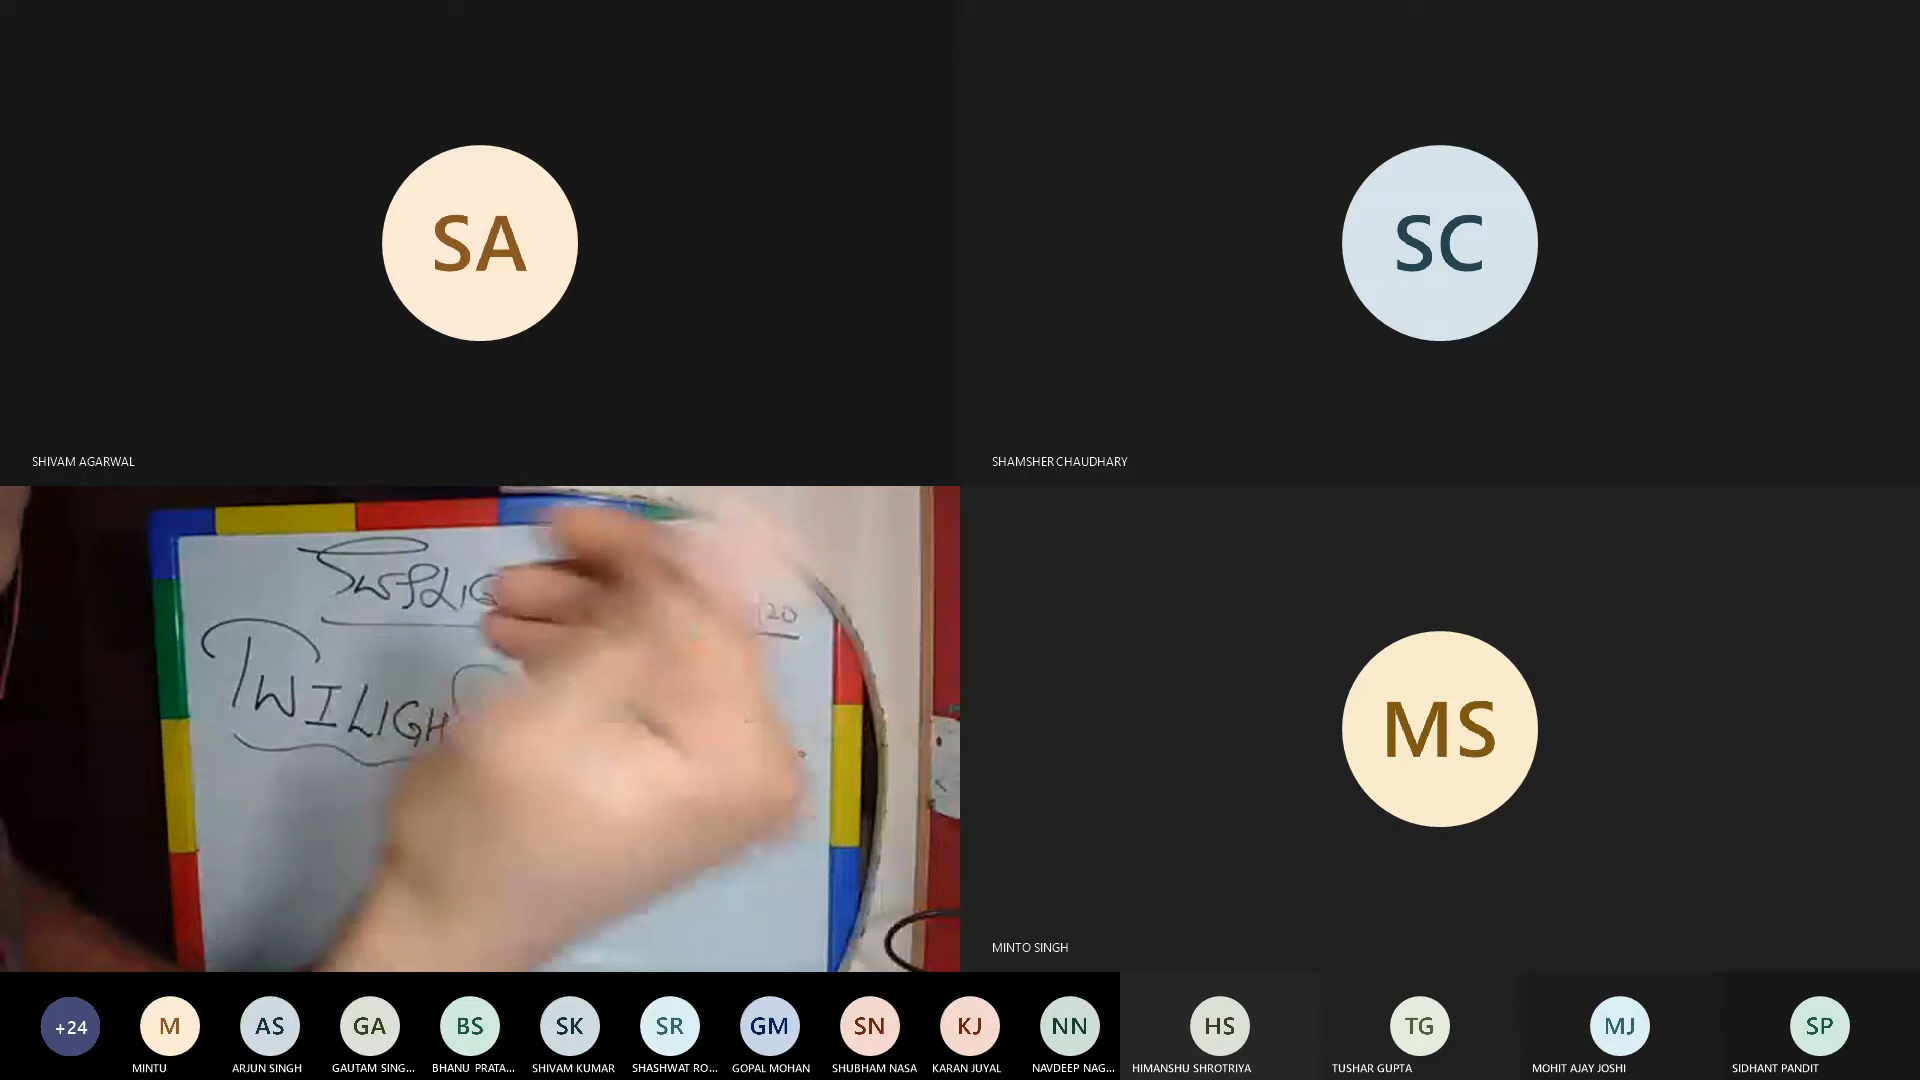 SA
SC
SHIVAM AGARWAL
SHAMSHER CHAUDHARY
20
TWILIGH
MS
MINTO SINGH
+24
M
AS
GA
BS
SK
SR
GM
SN
KJ
NN
HS
TG
MJ
SP
MINTU
ARJUN SINGH
GAUTAM SING...
BHANU PRATA...
SHIVAM KUMAR
SHASHWAT RO...
GOPAL MOHAN
SHUBHAM NASA
KARAN JUYAL
NAVDEEP NAG...
HIMANSHU SHROTRIYA
TUSHAR GUPTA
MOHIT AJAY JOSHI
SIDHANT PANDIT